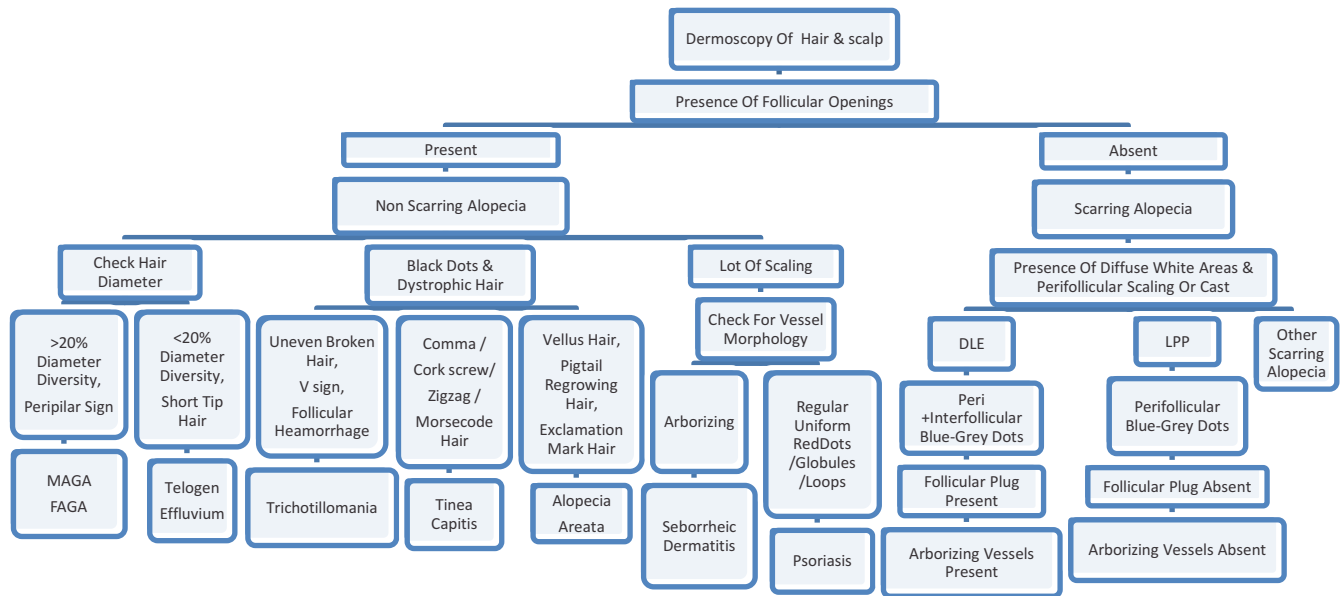 Dermoscopy Of Hair & scalp
Presence Of Follicular Openings
Present
Absent
Non Scarring Alopecia
Scarring Alopecia
Check Hair
Diameter
Black Dots &
Dystrophic Hair
Lot Of Scaling
Presence Of Diffuse White Areas &
Perifollicular Scaling Or Cast
>20%
Diameter
Diversity,
Peripilar Sign
<20%
Diameter
Diversity,
Short Tip
Hair
Uneven Broken
Hair,
V sign,
Follicular
Heamorrhage
Comma /
Cork screw/
Zigzag /
Morsecode
Hair
Vellus Hair,
Pigtail
Regrowing
Hair,
Exclamation
Mark Hair
Check For Vessel
Morphology
DLE
LPP
Other
Scarring
Alopecia
Arborizing
Regular
Uniform
RedDots
/Globules
/Loops
Peri
+Interfollicular
Blue-Grey Dots
Perifollicular
Blue-Grey Dots
MAGA
FAGA
Telogen
Effluvium
Trichotillomania
Tinea
Capitis
Alopecia
Areata
Seborrheic
Dermatitis
Psoriasis
Follicular Plug
Present
Follicular Plug Absent
Arborizing Vessels
Present
Arborizing Vessels Absent